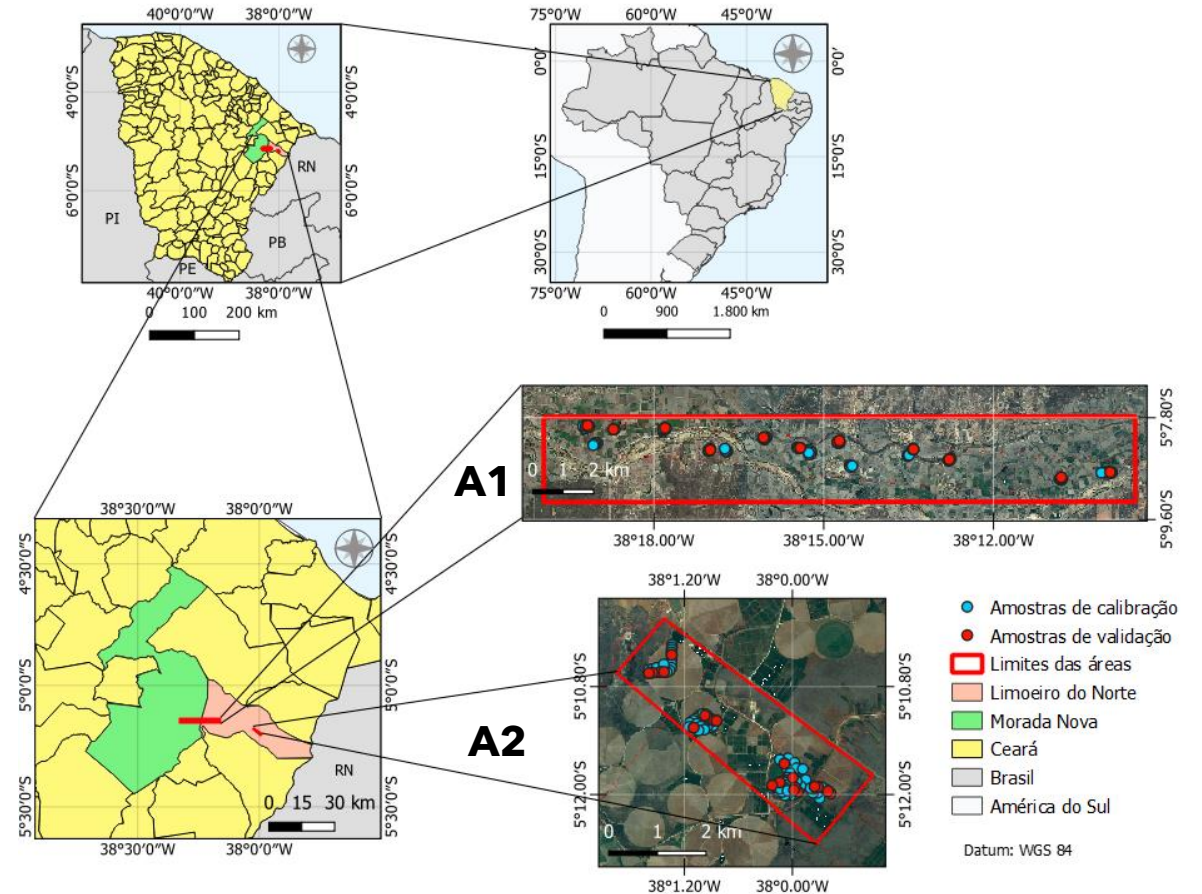 40°0′0″W 38°0′0″W
4°0′0″S
6°0′0″S
4°0′0″S
6°0′0″S
RN
PI
PB
PE
40°0′0″W 38°0′0″W
0 100 200 km
75°0′0″W 60°0′0″W 45°0′0″W
0°0′0′
15°0′0″S
30°0′0″S
0°0′0′
15°0′0″S
30°0′0″S
75°0′0″W 60°0′0″W 45°0′0″W
0 900 1.800 km
A1
0 1 2 km
5°7.80′S
5°9.60′S
38°18.00′W 38°15.00′W 38°12.00′W
38°30′0″W 38°0′0″W
4°30′0″S
5°0′0″S
5°30′0″S
4°30′0″S
5°0′0″S
5°30′0″S
RN
0 15 30 km
38°30′0″W 38°0′0″W
A2
38°1.20′W 38°0.00′W
5°10.80′S
5°12.00′S
5°10.80′S
5°12.00′S
0 1 2 km
38°1.20′W 38°0.00′W
Amostras de calibração
Amostras de validação
Limites das áreas
Limoeiro do Norte
Morada Nova
Ceará
Brasil
América do Sul
Datum: WGS 84